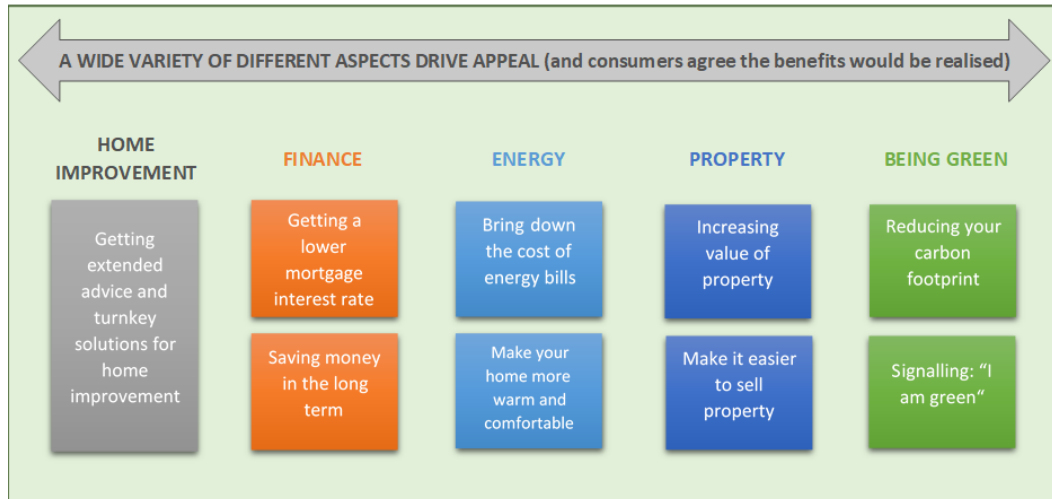 A WIDE VARIETY OF DIFFERENT ASPECTS DRIVE APPEAL (and consumers agree the benefits would be realised)
HOME
IMPROVEMENT
Getting
extended
advice and
turnkey
solutions for
home
improvement
FINANCE
Getting a
lower
mortgage
interest rate
Saving money
in the long
term
ENERGY
Bring down
the cost of
energy bills
Make your
home more
warm and
comfortable
PROPERTY
Increasing
value of
property
Make it easier
to sell
property
BEING GREEN
Reducing your
carbon
footprint
Signalling: “I
am green“